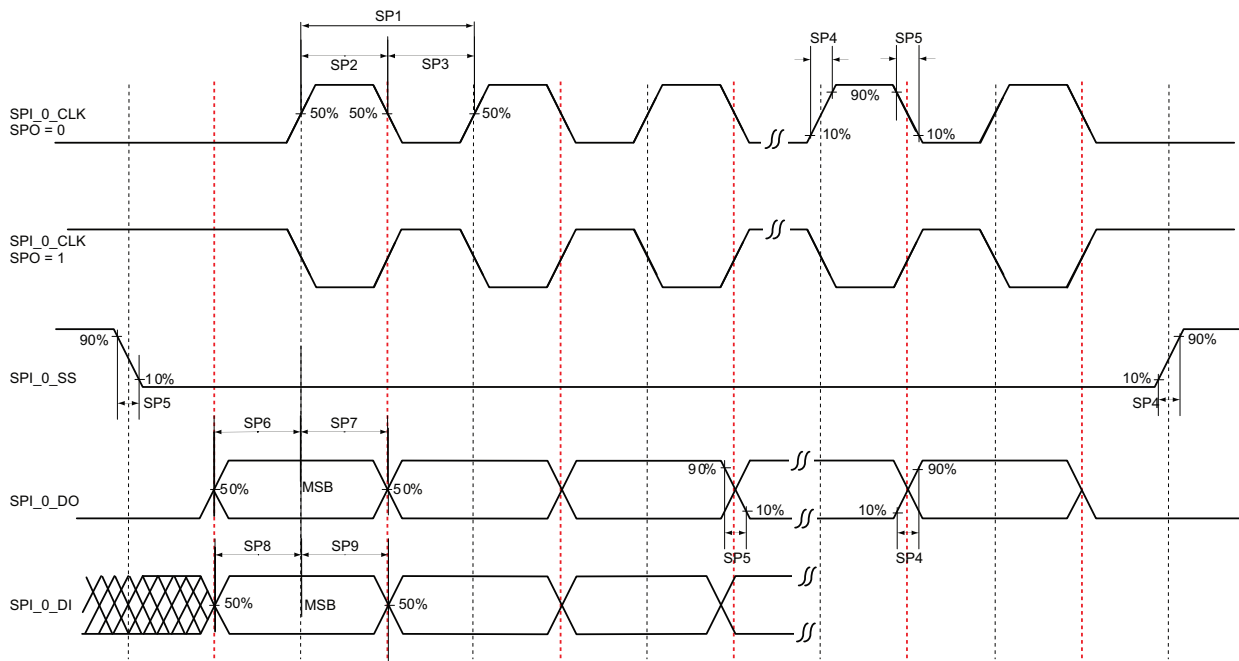 SP1
SP4
SP5
SP2
SP3
90%
SPI_0_CLK
SPO = 0
50%
50%
50%
10%
10%
SPI_0_CLK
SPO = 1
90%
90%
SPI_0_SS
10%
10%
SP5
SP4
SP6
SP7
90%
90%
SPI_0_DO
50%
MSB
50%
10%
10%
SP8
SP9
SP5
SP4
SPI_0_DI
50%
MSB
50%